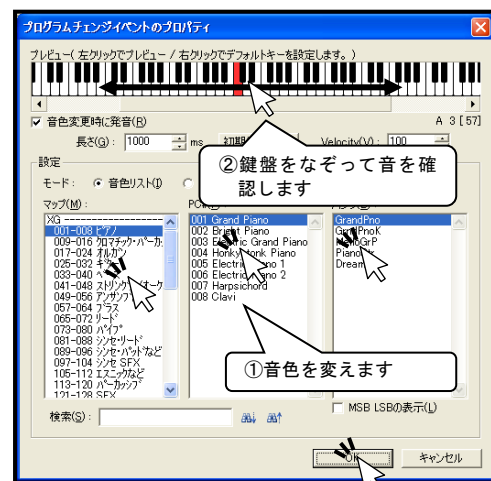 プログラムチェンジイベントのプロパティ
プレビュー( 左クリックでプレビュー / 右クリックでデフォルトキーを設定します。)
音色変更時に発音(R)
A 3 [57]
長さ(G): 1000 ms
Velocity(V): 100
②鍵盤をなぞって音を確認します
設定
モード: 音色リスト(I)
マップ(M):
XG
001-008 ピアノ
009-016 クロマチック・パーカッ
017-024 オルガン
025-032 ギター
033-040 ベース
041-048 ストリングス/オーケ
049-056 アンサンブル
057-064 ブラス
065-072 リード
073-080 パイプ
081-088 シンセ・リード
089-096 シンセ・パッドなど
097-104 シンセ SFX
105-112 エスニックなど
113-120 パーカッシブ
121-128 SFX
001 Grand Piano
002 Bright Piano
003 Electric Grand Piano
004 Honkytonk Piano
005 Electric Piano 1
006 Electric Piano 2
007 Harpsichord
008 Clavi
GrandPno
GrndPnoK
MelloGrP
PianoStr
Dream
①音色を変えます
検索(S):
MSB LSBの表示(L)
OK
キャンセル